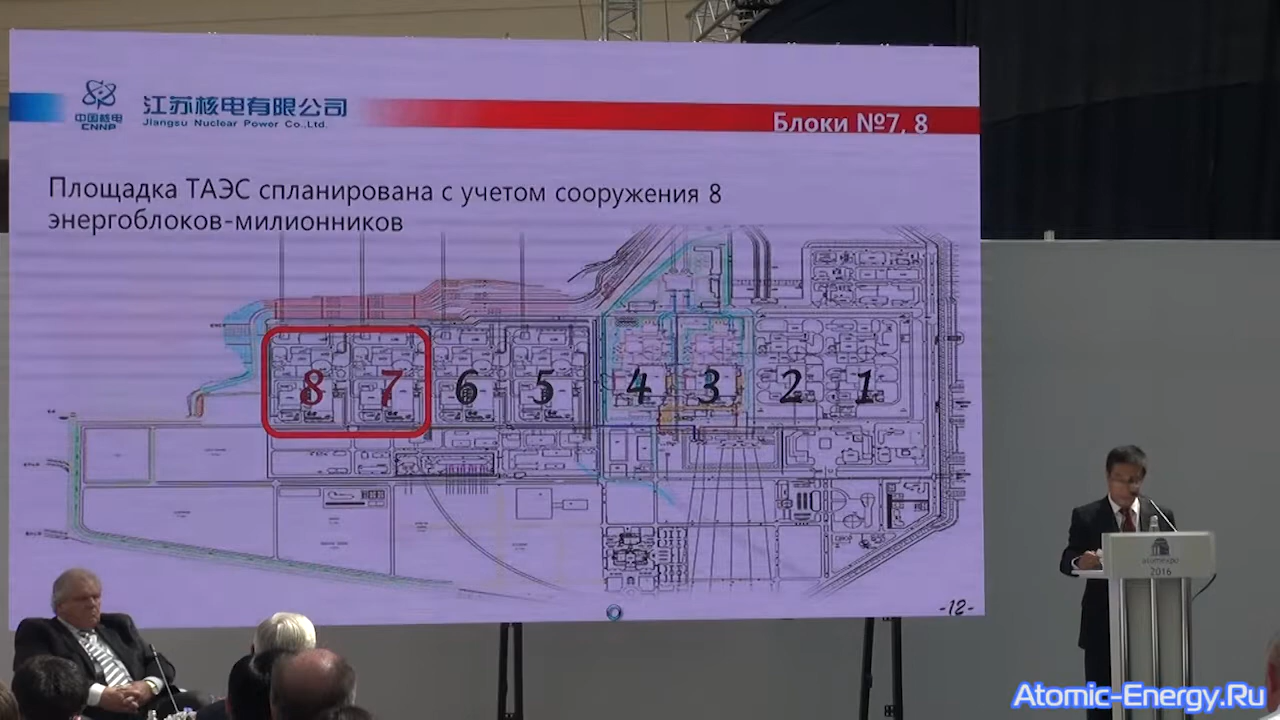 中国核电
CNNP
江苏核电有限公司
Jiangsu Nuclear Power Co.,Ltd.
Блоки №7, 8
Площадка ТАЭС спланирована с учетом сооружения 8
энергоблоков-милионников
8 7 6 5 4 3 2 1
-12-
2016
Atomic-Energy.Ru